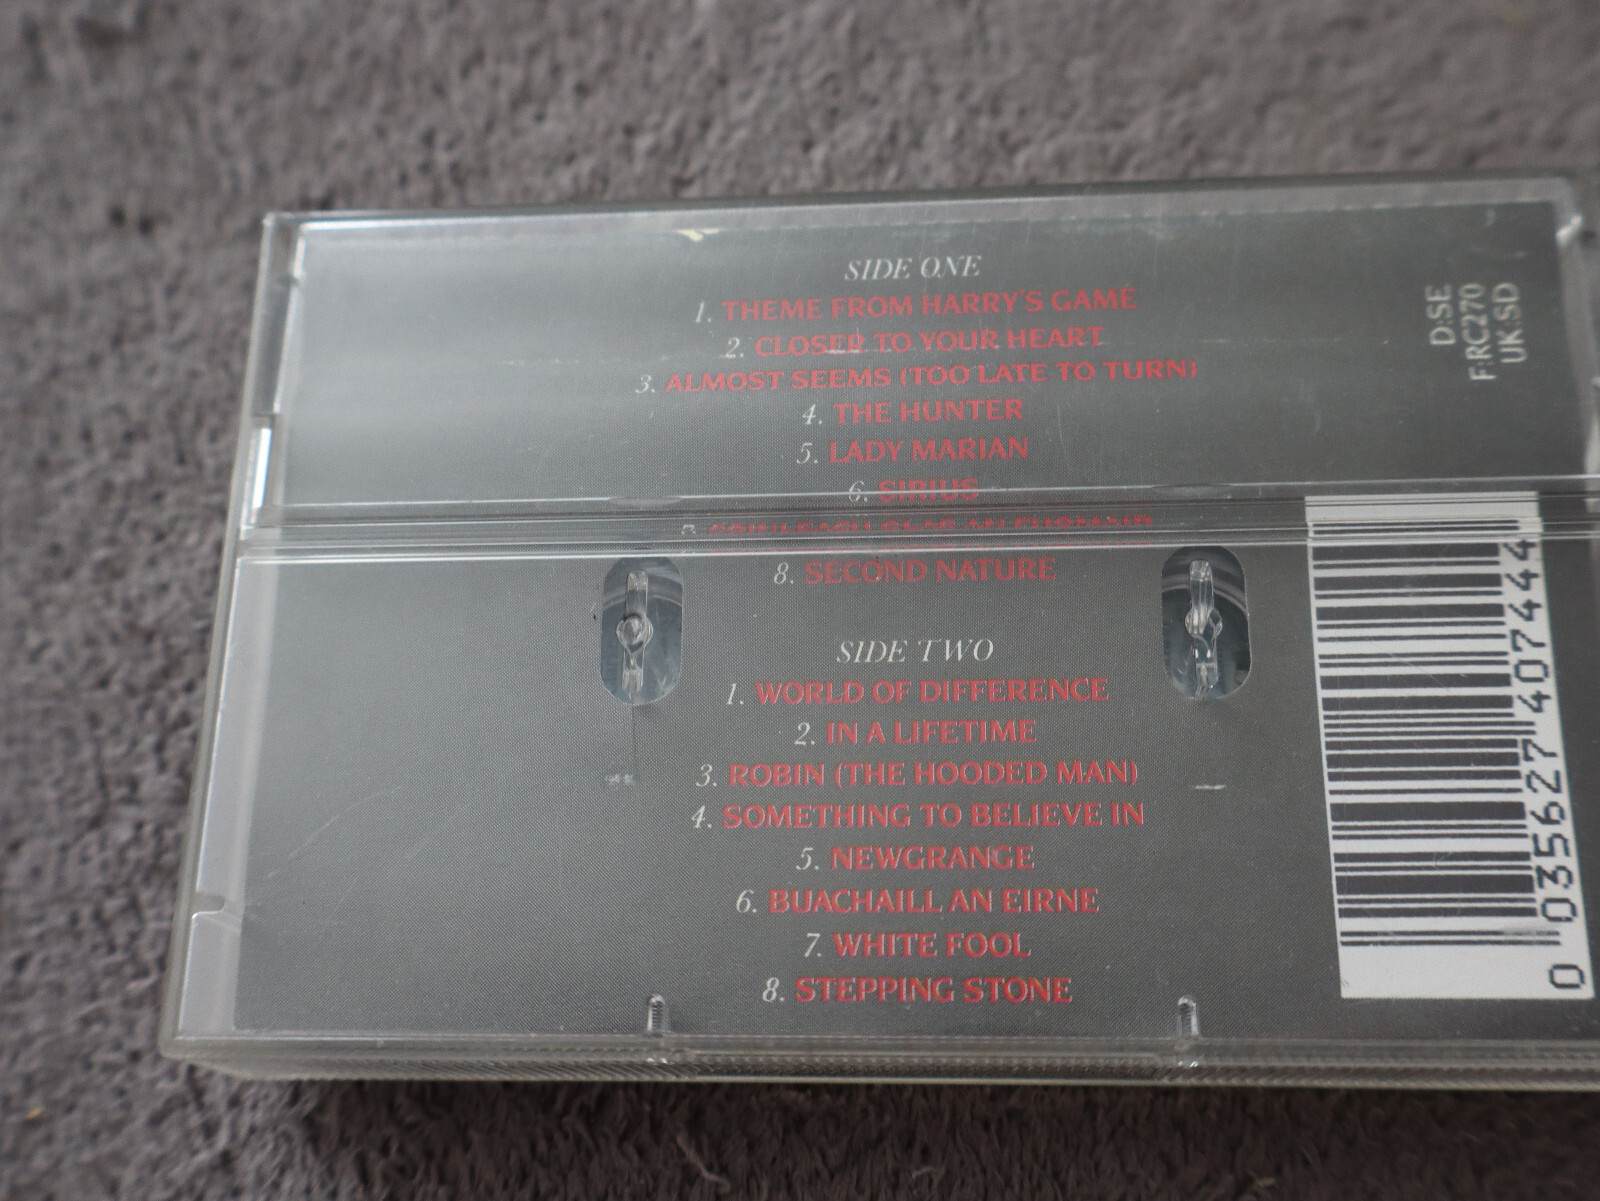 SIDE ONE
1. THEME FROM HARRY'S GAME
2. CLOSER TO YOUR HEART
3. ALMOST SEEMS (TOO LATE TO TURN)
4. THE HUNTER
5. LADY MARIAN
6. SIRIUS
8. SECOND NATURE
SIDE TWO
1. WORLD OF DIFFERENCE
2. IN A LIFETIME
3. ROBIN (THE HOODED MAN)
4. SOMETHING TO BELIEVE IN
5. NEWGRANGE
6. BUACHAILL AN EIRNE
7. WHITE FOOL
8. STEPPING STONE
D:SE
F:RC270
UK:SD
0 035627 407444